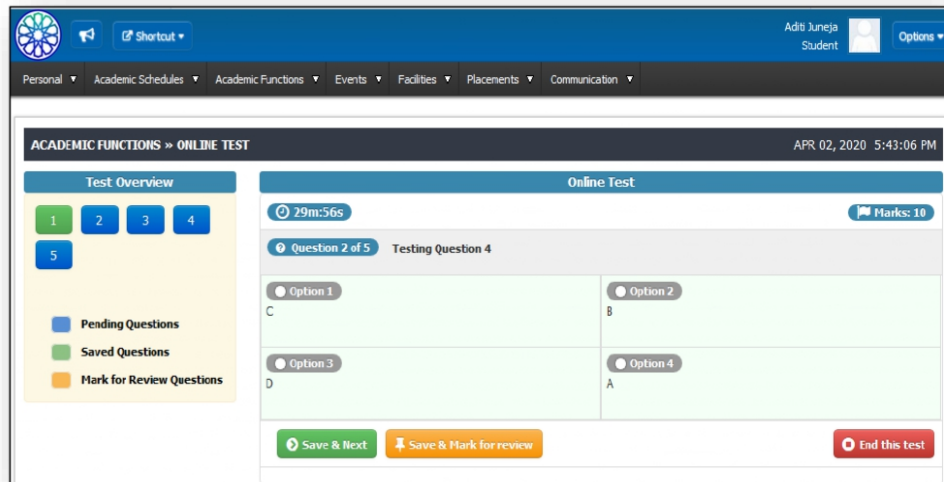 Shortcut
Aditi Juneja
Student
Options
Personal Academic Schedules Academic Functions Events Facilities Placements Communication
ACADEMIC FUNCTIONS » ONLINE TEST APR 02, 2020 5:43:06 PM
Test Overview
1 2 3 4
5
Pending Questions
Saved Questions
Mark for Review Questions
Online Test
29m:56s Marks: 10
Question 2 of 5 Testing Question 4
Option 1
C
Option 2
B
Option 3
D
Option 4
A
Save & Next Save & Mark for review End this test